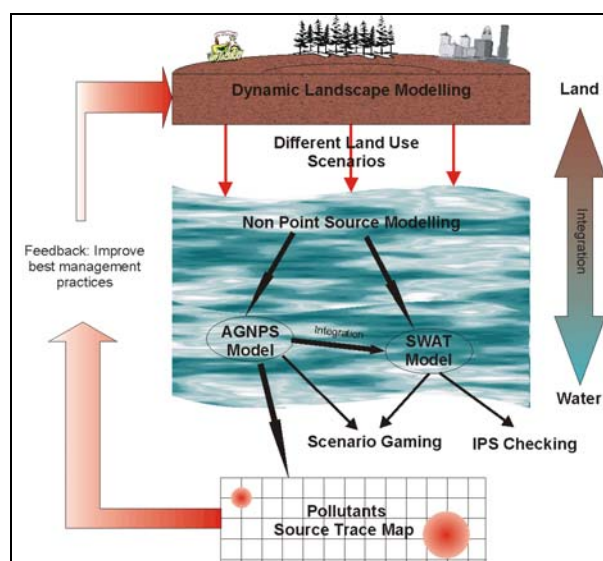 Dynamic Landscape Modelling
Land
Different Land Use
Scenarios
Non Point Source Modelling
Integration
Feedback: Improve
best management
practices
AGNPS
Model
Integration
SWAT
Model
Water
Scenario Gaming
IPS Checking
Pollutants
Source Trace Map